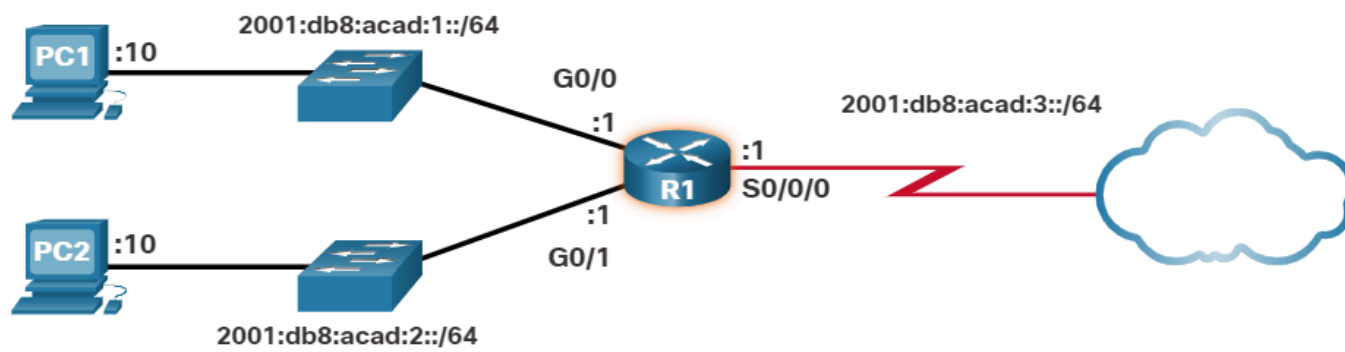 2001:db8:acad:1::/64
PC1
:10
G0/0
:1
2001:db8:acad:3::/64
:1
R1
S0/0/0
:1
G0/1
PC2
:10
2001:db8:acad:2::/64